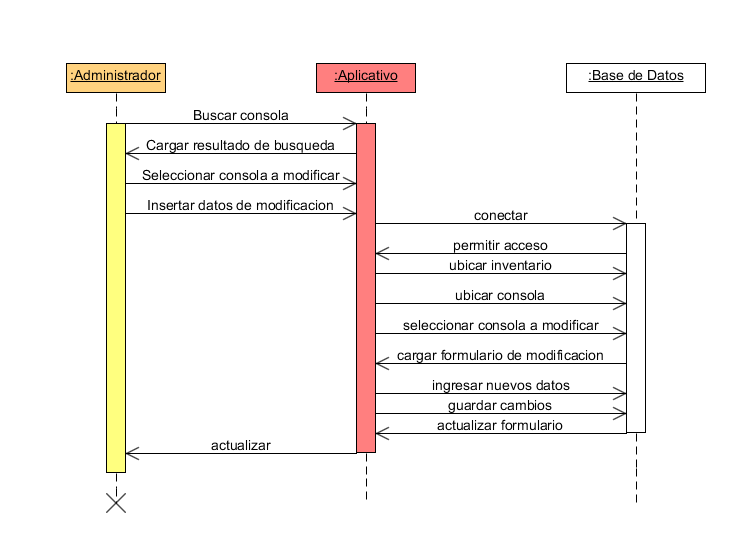 :Administrador
:Aplicativo
:Base de Datos
Buscar consola
Cargar resultado de busqueda
Seleccionar consola a modificar
Insertar datos de modificacion
conectar
permitir acceso
ubicar inventario
ubicar consola
seleccionar consola a modificar
cargar formulario de modificacion
ingresar nuevos datos
guardar cambios
actualizar formulario
actualizar